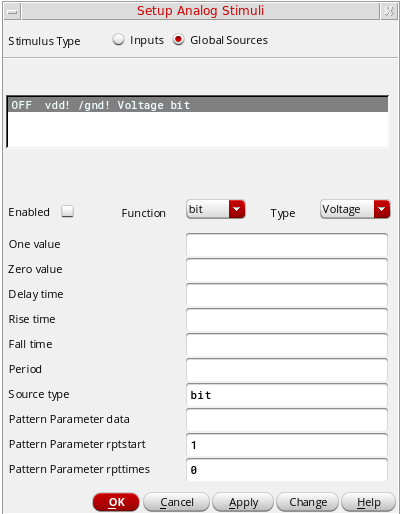 Setup Analog Stimuli
Stimulus Type Inputs Global Sources
OFF vdd! /gnd! Voltage bit
Enabled Function bit Type Voltage
One value
Zero value
Delay time
Rise time
Fall time
Period
Source type bit
Pattern Parameter data
Pattern Parameter rptstart 1
Pattern Parameter rpttimes 0
OK Cancel Apply Change Help